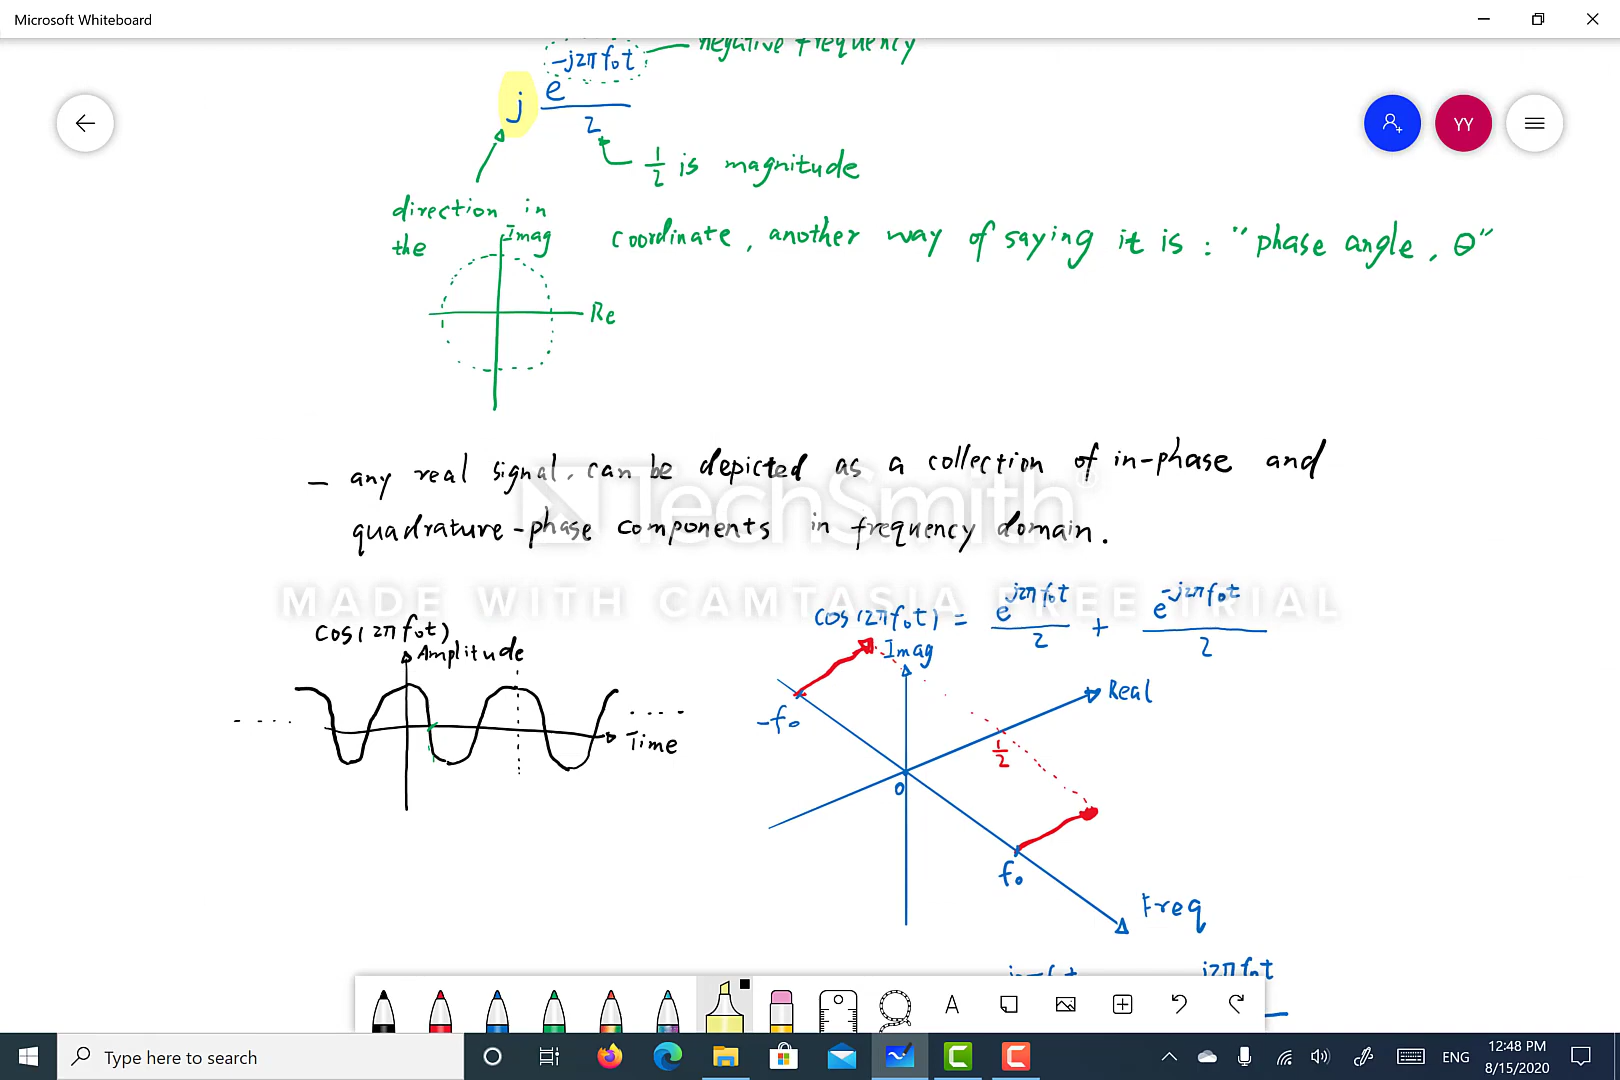 Microsoft Whiteboard
negative frequency
-j2πf₀t
j e / 2
1/2 is magnitude
direction in
the
Imag
coordinate, another way of saying it is: "phase angle, θ"
Re
YY
- any real signal, can be depicted as a collection of in-phase and
quadrature-phase components in frequency domain.
TechSmith
MADE WITH CAMTASIA FREE TRIAL
cos(2πf₀t) = e^{j2πf₀t}/2 + e^{-j2πf₀t}/2
cos(2πf₀t)
Amplitude
Time
Imag
Real
-f₀
1/2
0
f₀
Freq
j2πf₀t
A
Type here to search
ENG
12:48 PM
8/15/2020